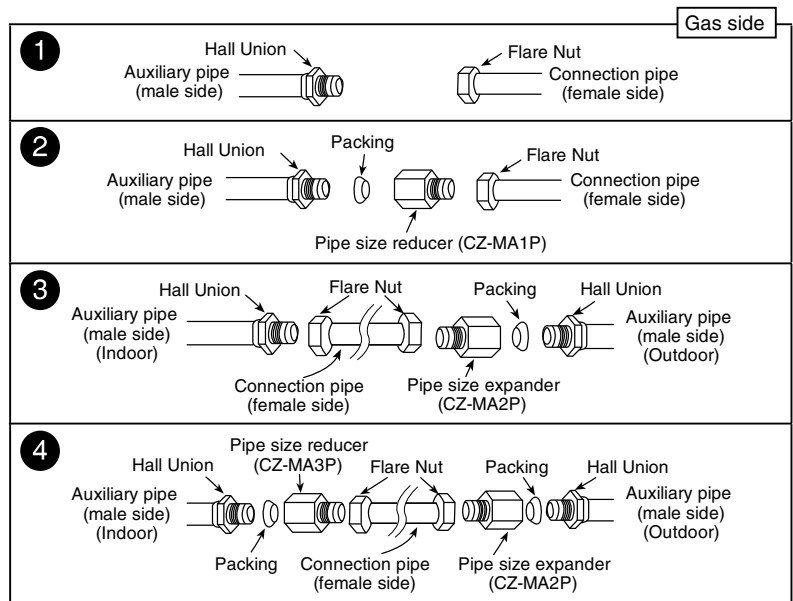 Gas side
1
Hall Union
Auxiliary pipe
(male side)
Flare Nut
Connection pipe
(female side)
2
Hall Union
Packing
Auxiliary pipe
(male side)
Flare Nut
Connection pipe
(female side)
Pipe size reducer (CZ-MA1P)
3
Hall Union
Flare Nut
Packing
Hall Union
Auxiliary pipe
(male side)
(Indoor)
Auxiliary pipe
(male side)
(Outdoor)
Connection pipe
(female side)
Pipe size expander
(CZ-MA2P)
4
Pipe size reducer
(CZ-MA3P)
Hall Union
Flare Nut
Packing
Hall Union
Auxiliary pipe
(male side)
(Indoor)
Auxiliary pipe
(male side)
(Outdoor)
Packing
Connection pipe
(female side)
Pipe size expander
(CZ-MA2P)